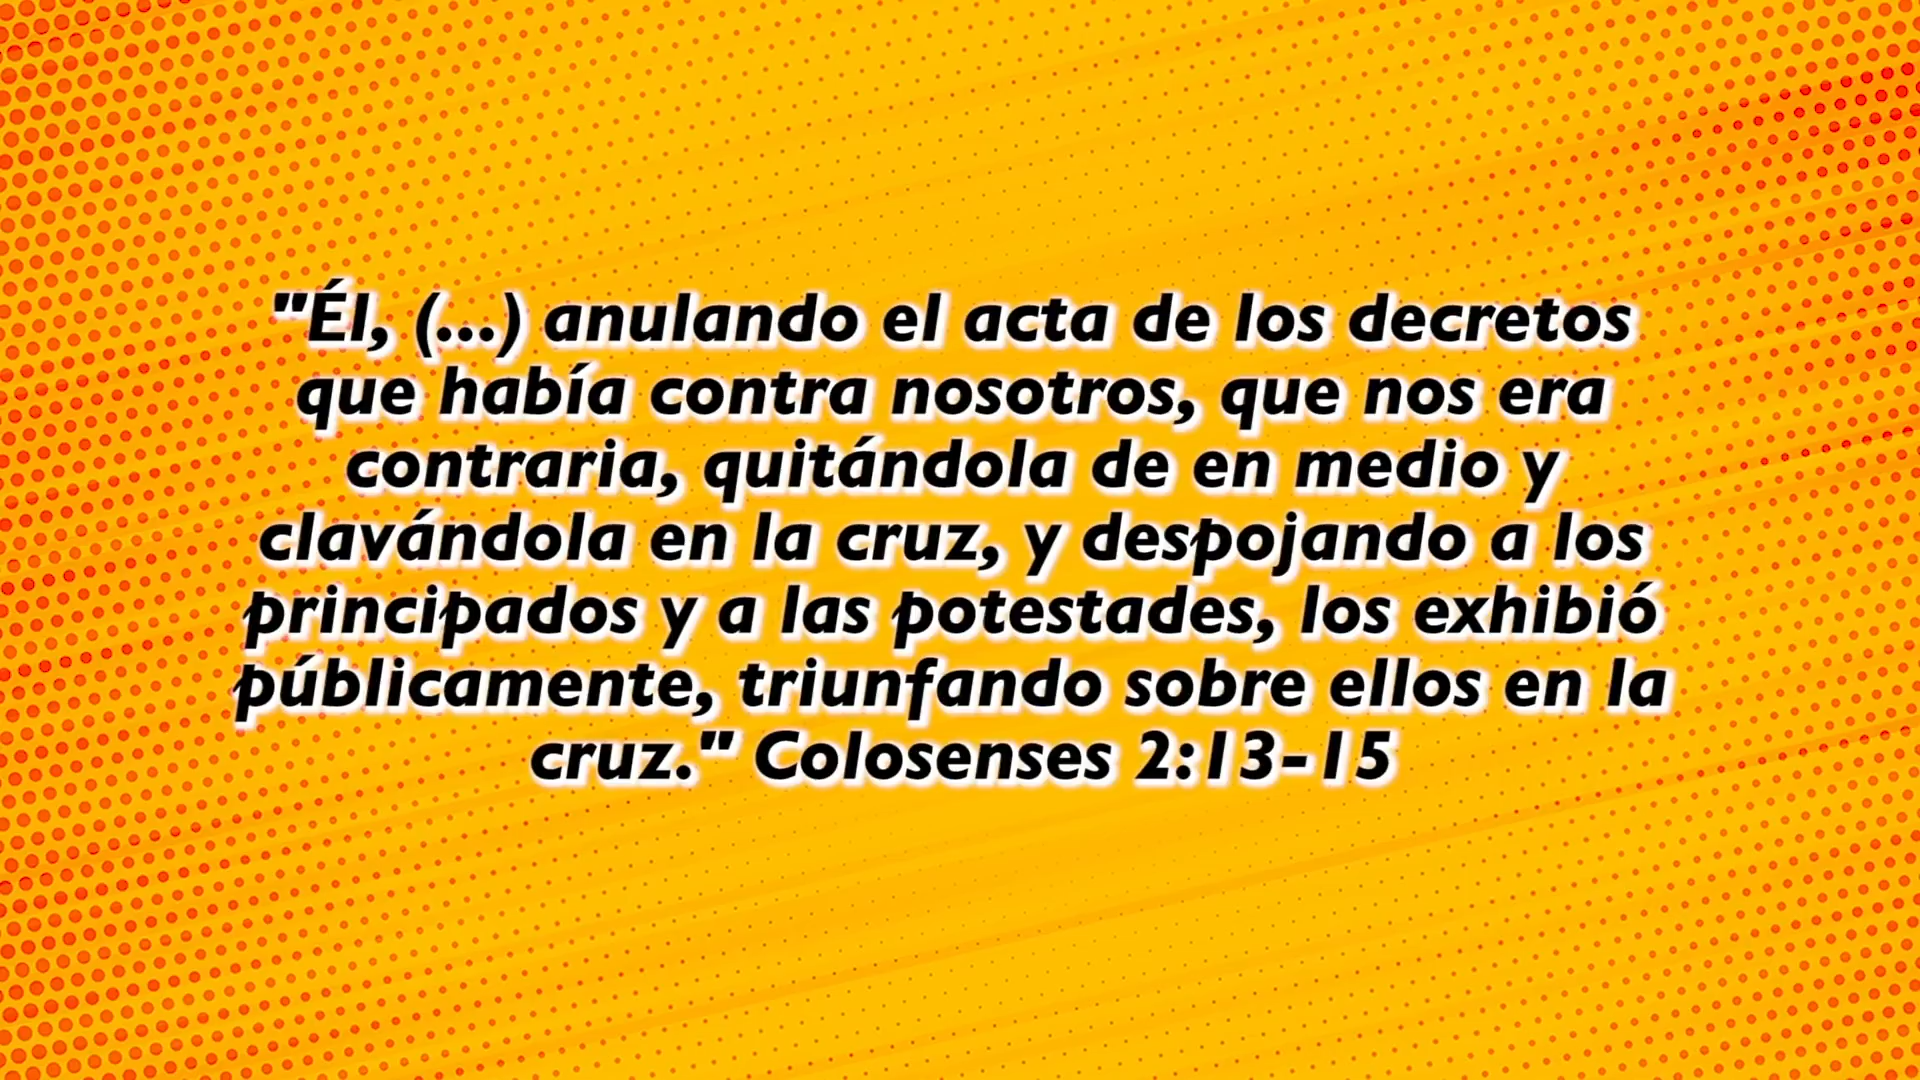 "Él, (...) anulando el acta de los decretos
que había contra nosotros, que nos era
contraria, quitándola de en medio y
clavándola en la cruz, y despojando a los
principados y a las potestades, los exhibió
públicamente, triunfando sobre ellos en la
cruz." Colosenses 2:13-15